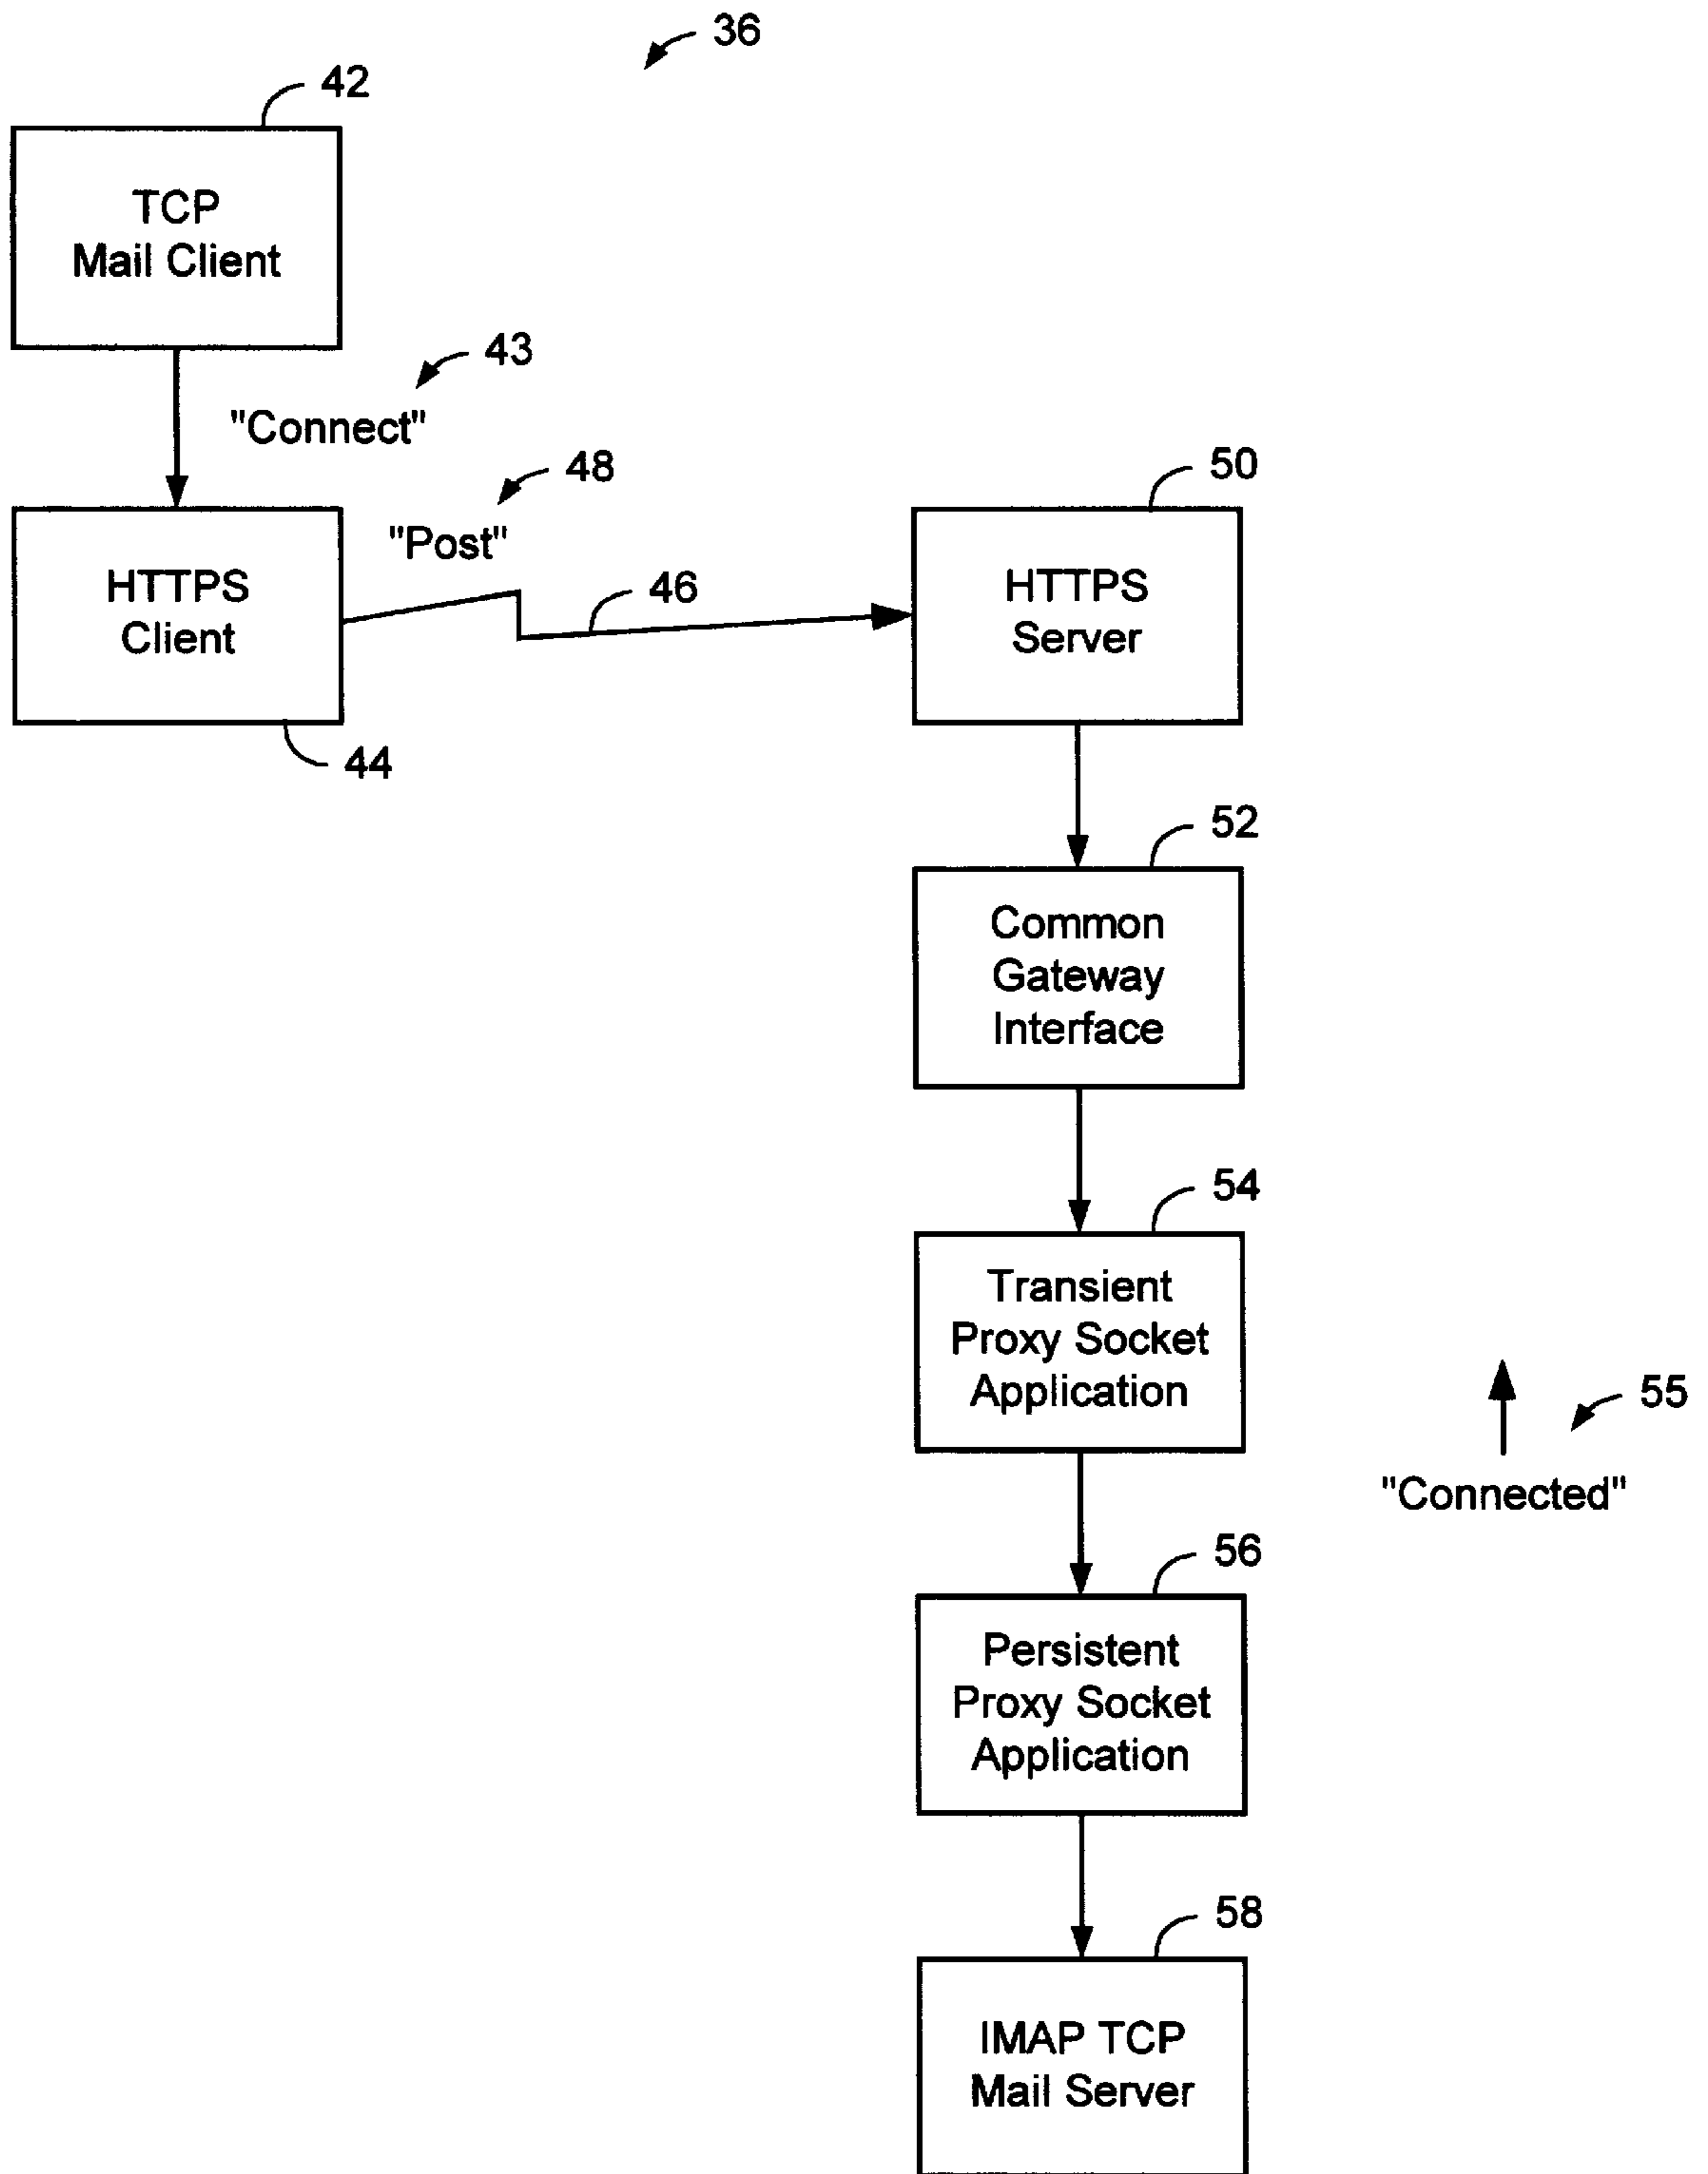 36
42
TCP
Mail Client
43
"Connect"
48
"Post"
50
HTTPS
Client
46
HTTPS
Server
44
52
Common
Gateway
Interface
54
Transient
Proxy Socket
Application
55
"Connected"
56
Persistent
Proxy Socket
Application
58
IMAP TCP
Mail Server